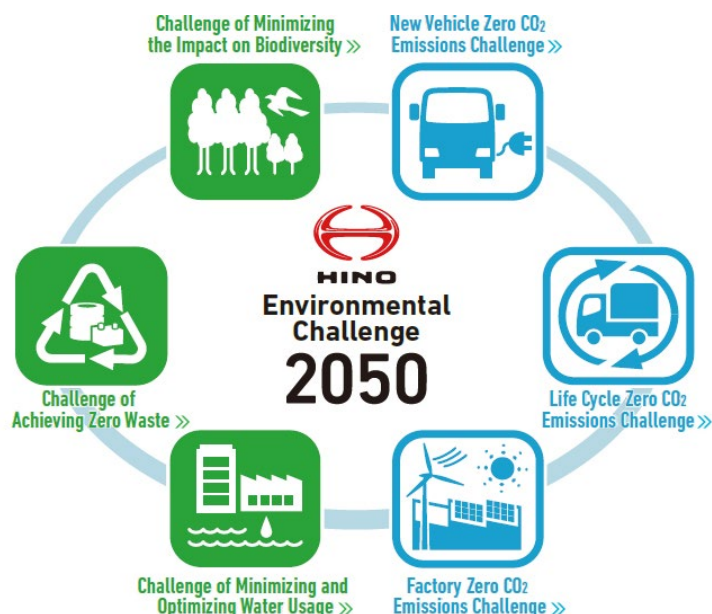 Challenge of Minimizing
the Impact on Biodiversity »
New Vehicle Zero CO₂
Emissions Challenge »
HINO
Environmental
Challenge
2050
Challenge of
Achieving Zero Waste »
Life Cycle Zero CO₂
Emissions Challenge »
Challenge of Minimizing and
Optimizing Water Usage »
Factory Zero CO₂
Emissions Challenge »